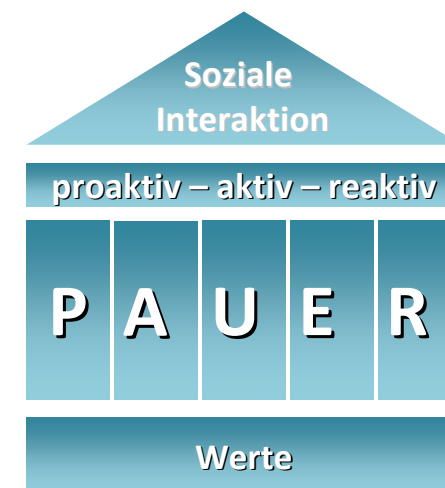 Soziale
Interaktion
proaktiv – aktiv – reaktiv
P A U E R
Werte